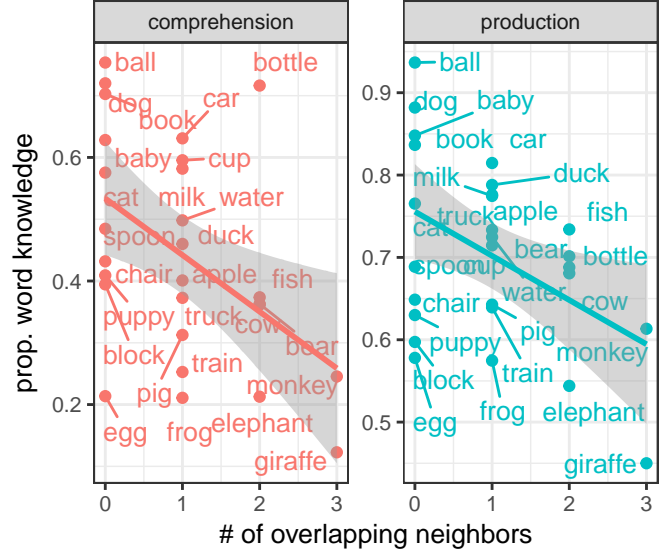 comprehension
production
prop. word knowledge
0.6
0.4
0.2
ball
bottle
dog
car
book
baby
cup
cat
milk
water
spoon
duck
chair
apple
fish
puppy
truck
cow
block
bear
train
pig
monkey
egg
frog
elephant
giraffe
0
1
2
3
0.9
0.8
0.7
0.6
0.5
ball
dog
baby
book
car
milk
duck
truck
apple
fish
cat
bear
bottle
spoon
cup
water
cow
chair
pig
puppy
monkey
block
train
egg
frog
elephant
giraffe
0
1
2
3
# of overlapping neighbors